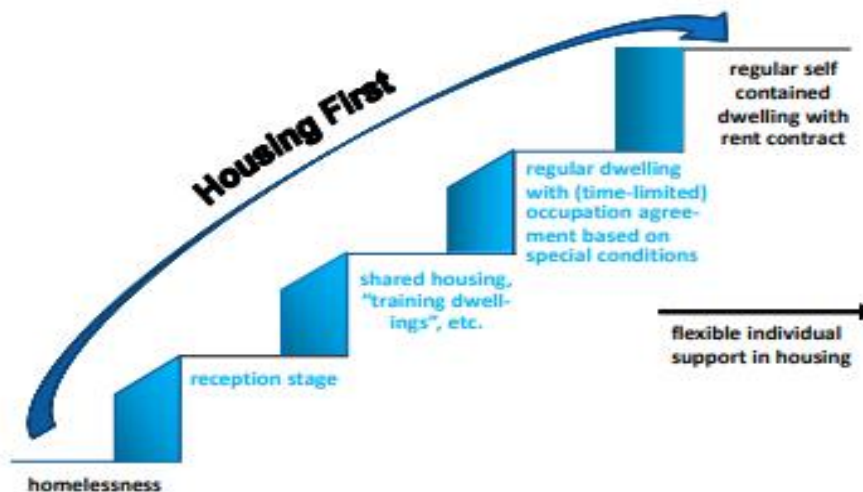 Housing First
regular self
contained
dwelling with
rent contract
regular dwelling
with (time-limited)
occupation agree-
ment based on
special conditions
shared housing,
"training dwell-
ings", etc.
flexible individual
support in housing
reception stage
homelessness